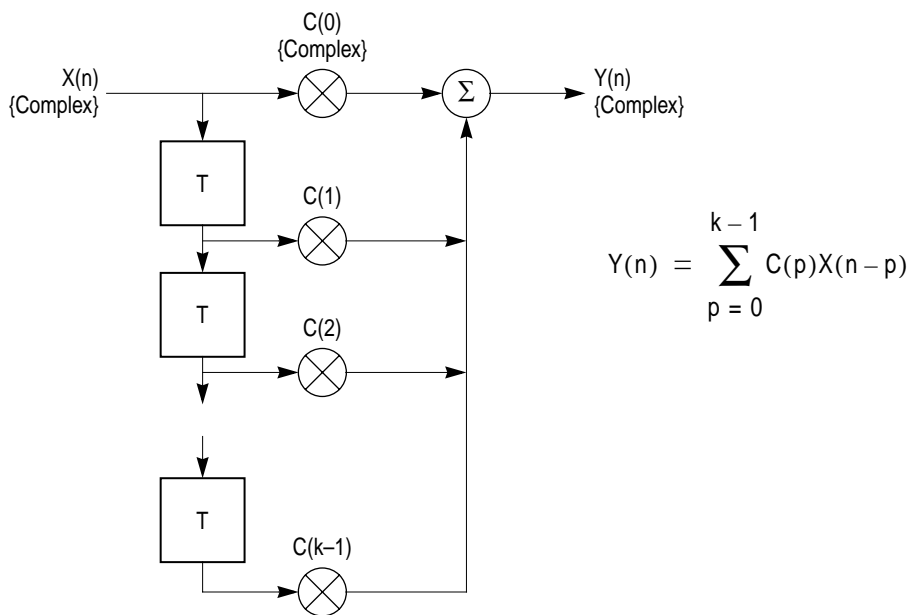 C(0)
{Complex}
X(n)
{Complex}
Σ
Y(n)
{Complex}
T
C(1)
T
C(2)
T
C(k–1)
k – 1
Y(n) = ∑ C(p)X(n – p)
p = 0